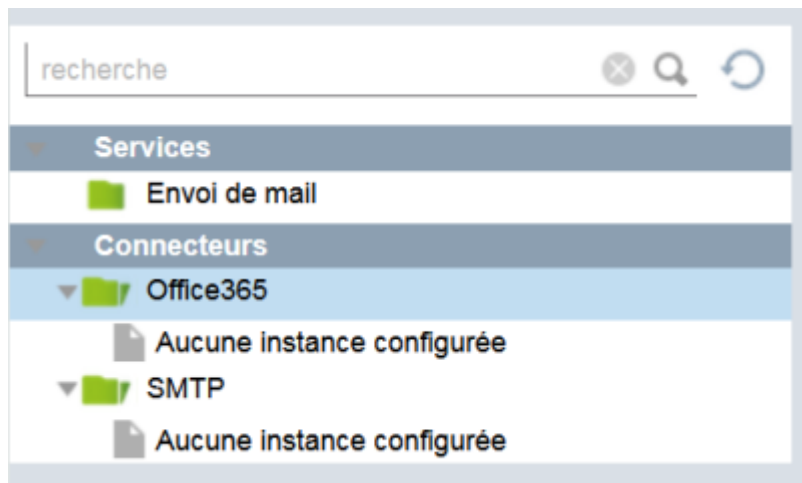 recherche
Services
Envoi de mail
Connecteurs
Office365
Aucune instance configurée
SMTP
Aucune instance configurée